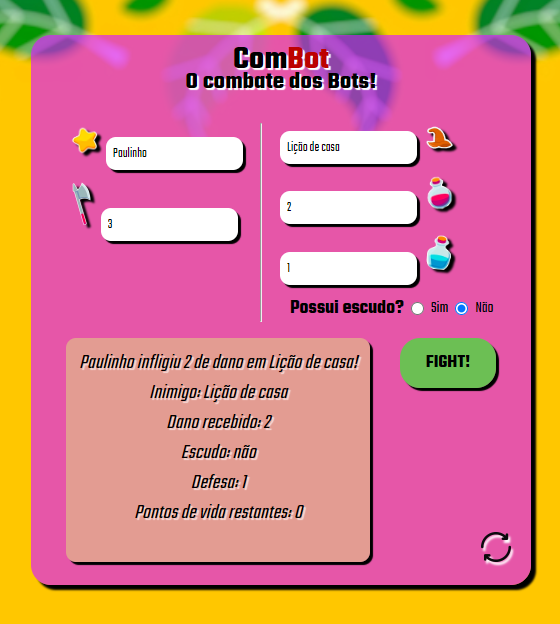 ComBot
O combate dos Bots!
Paulinho
3
Lição de casa
2
1
Possui escudo? Sim Não
Paulinho infligiu 2 de dano em Lição de casa!
Inimigo: Lição de casa
Dano recebido: 2
Escudo: não
Defesa: 1
Pontos de vida restantes: 0
FIGHT!